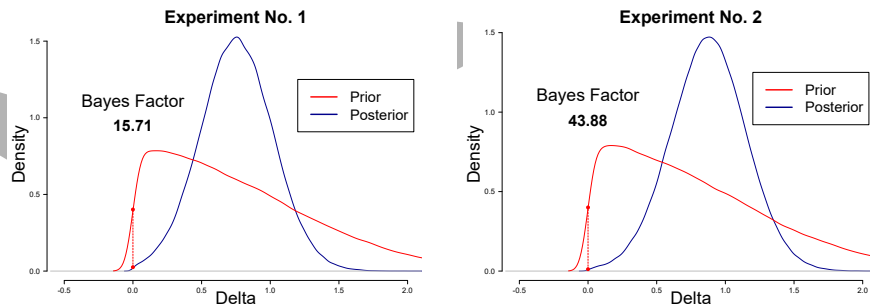 Experiment No. 1
1.5
1.0
0.5
0.0
Density
Bayes Factor
15.71
Prior
Posterior
-0.5
0.0
0.5
1.0
1.5
2.0
Delta
Experiment No. 2
1.5
1.0
0.5
0.0
Density
Bayes Factor
43.88
Prior
Posterior
-0.5
0.0
0.5
1.0
1.5
2.0
Delta